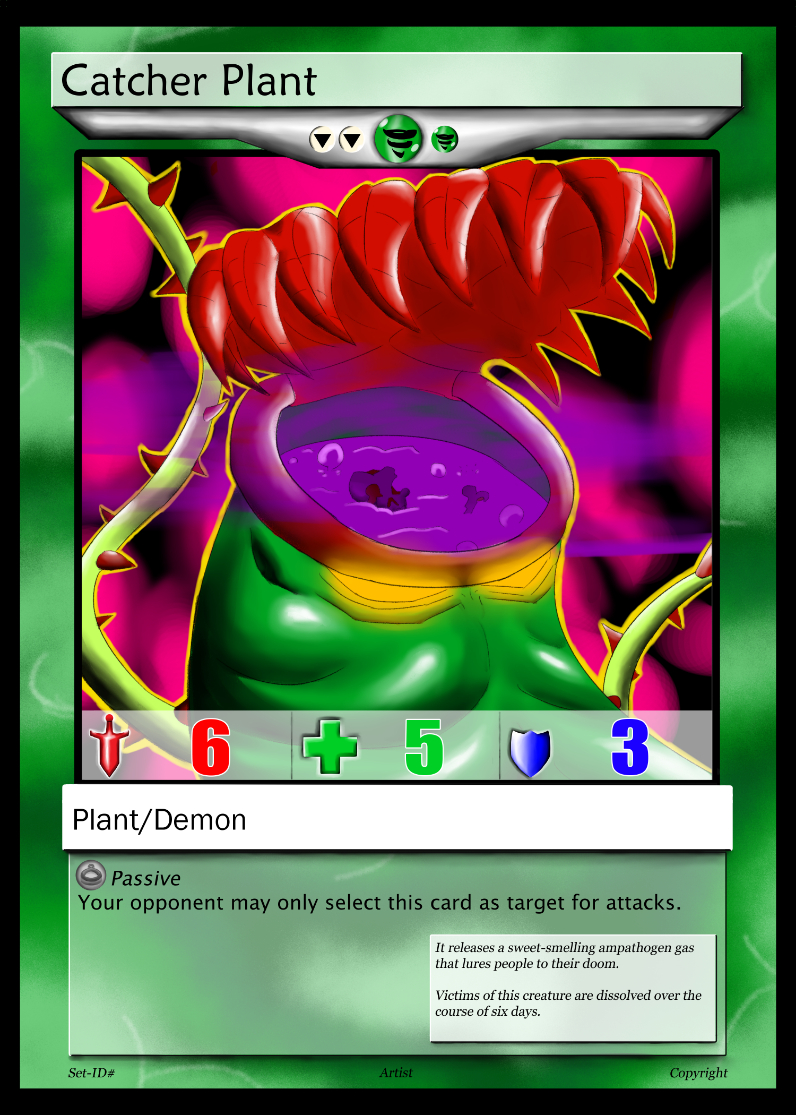 Catcher Plant
6 5 3
Plant/Demon
Passive
Your opponent may only select this card as target for attacks.
It releases a sweet-smelling ampathogen gas
that lures people to their doom.
Victims of this creature are dissolved over the
course of six days.
Set-ID# Artist Copyright